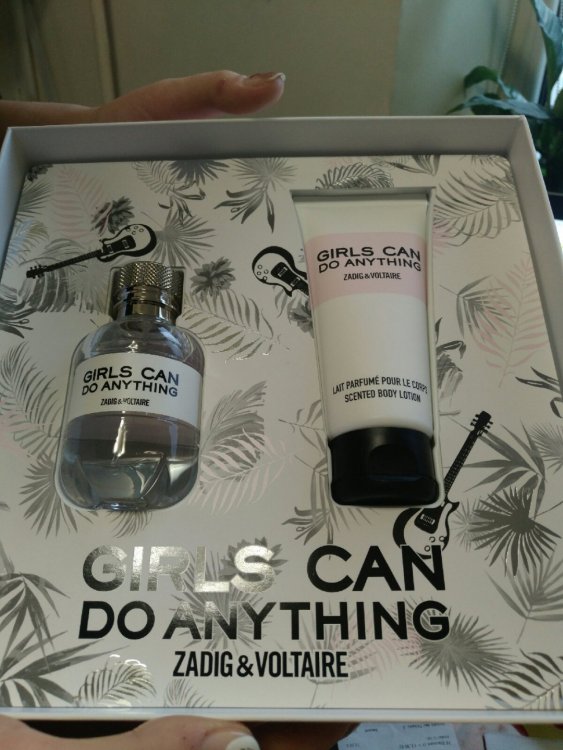 GIRLS CAN
DO ANYTHING
ZADIG & VOLTAIRE
GIRLS CAN
DO ANYTHING
ZADIG & VOLTAIRE
LAIT PARFUMÉ POUR LE CORPS
SCENTED BODY LOTION
GIRLS CAN
DO ANYTHING
ZADIG & VOLTAIRE